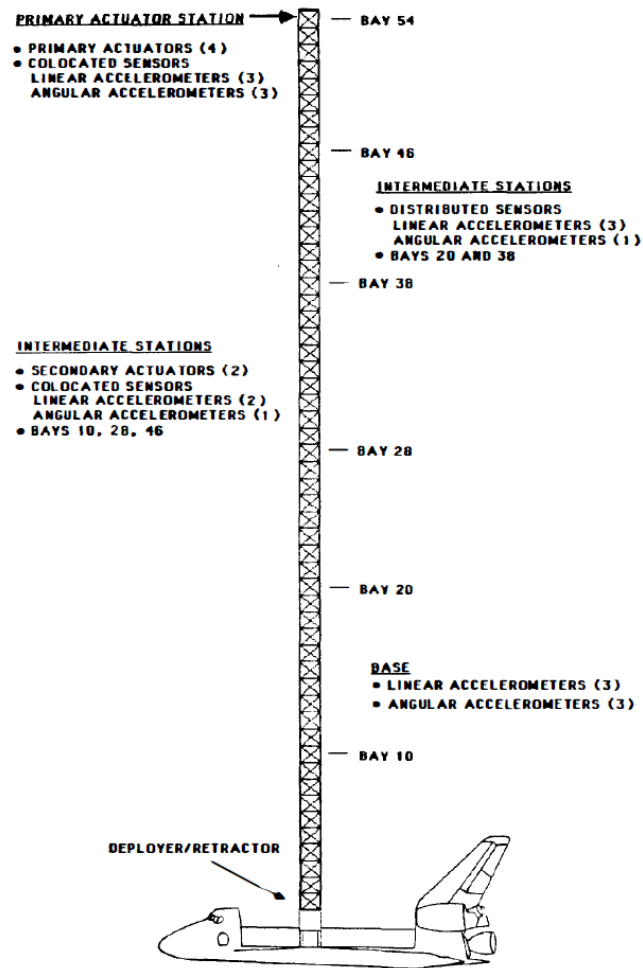 PRIMARY ACTUATOR STATION
• PRIMARY ACTUATORS (4)
• COLOCATED SENSORS
LINEAR ACCELEROMETERS (3)
ANGULAR ACCELEROMETERS (3)
BAY 54
BAY 46
INTERMEDIATE STATIONS
• DISTRIBUTED SENSORS
LINEAR ACCELEROMETERS (3)
ANGULAR ACCELEROMETERS (1)
• BAYS 20 AND 38
BAY 38
INTERMEDIATE STATIONS
• SECONDARY ACTUATORS (2)
• COLOCATED SENSORS
LINEAR ACCELEROMETERS (2)
ANGULAR ACCELEROMETERS (1)
• BAYS 10, 28, 46
BAY 28
BAY 20
BASE
• LINEAR ACCELEROMETERS (3)
• ANGULAR ACCELEROMETERS (3)
BAY 10
DEPLOYER/RETRACTOR